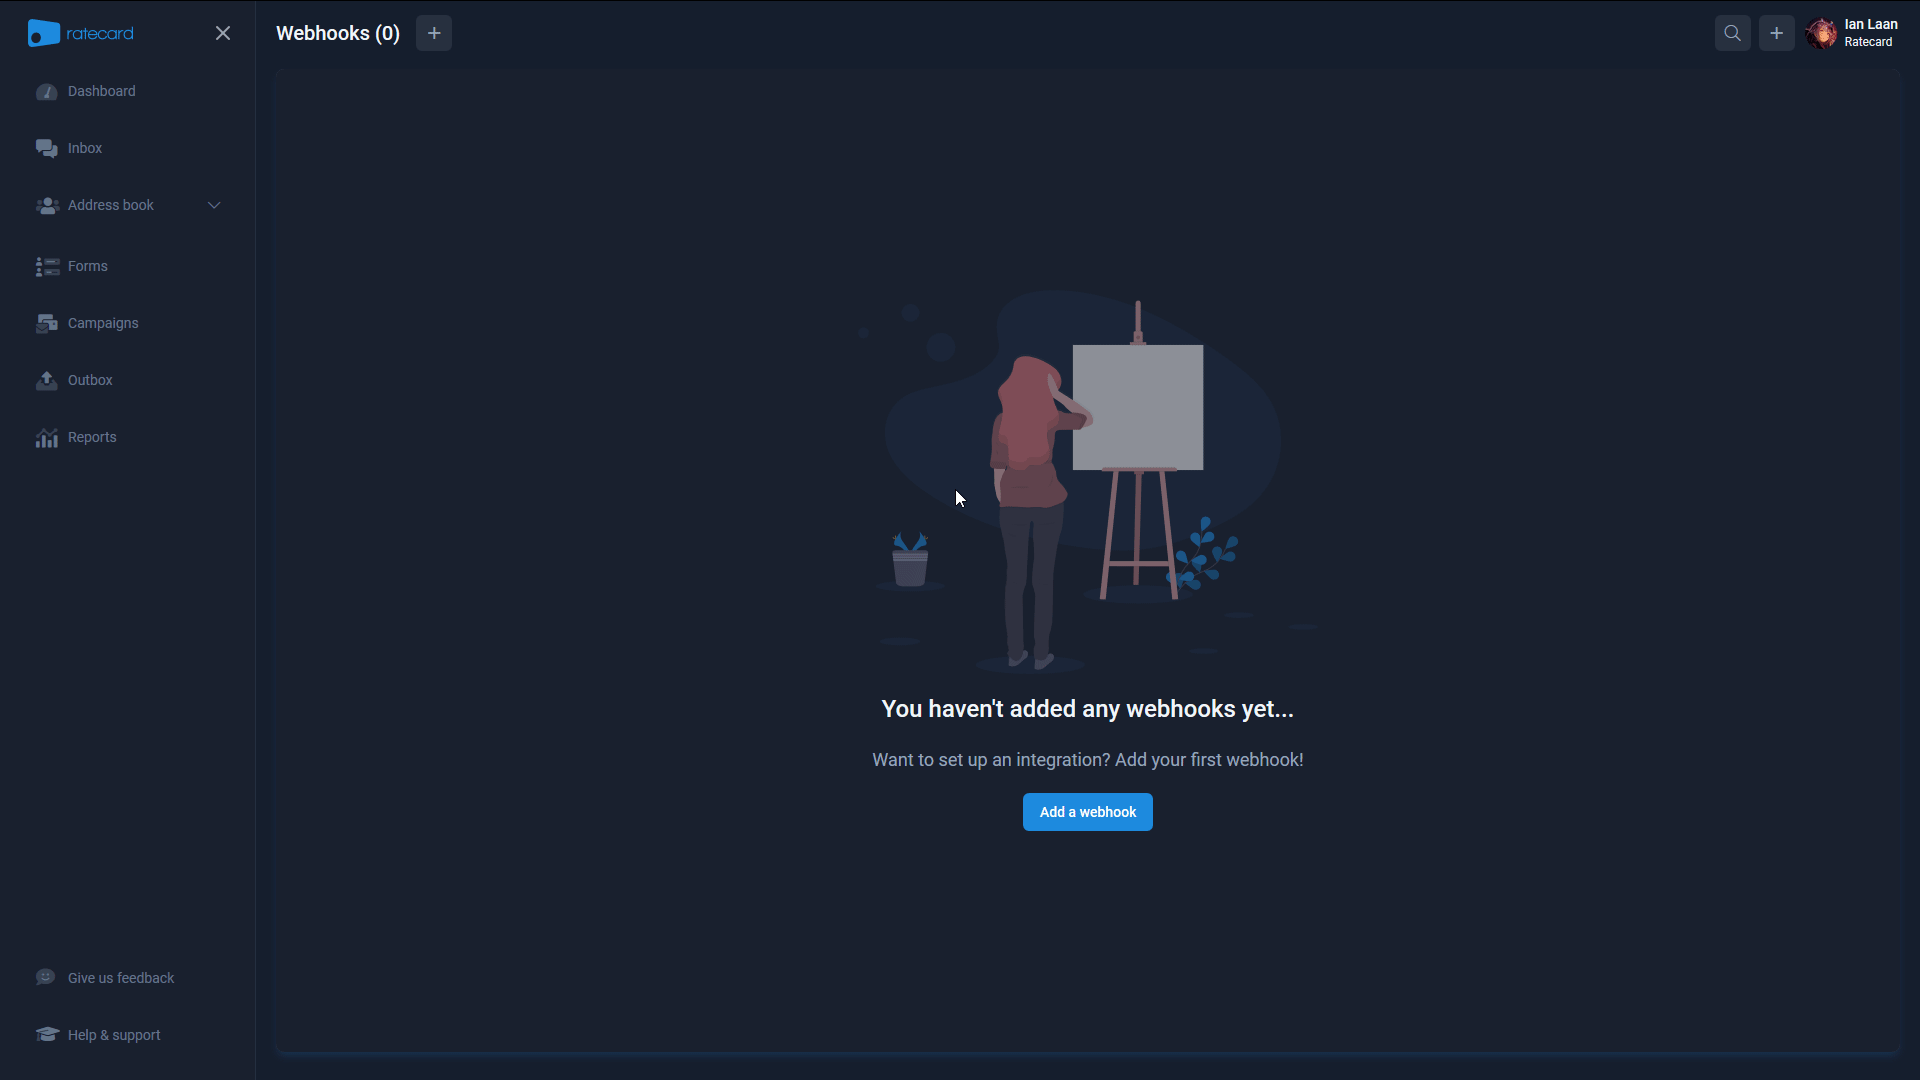 ratecard
Webhooks (0)
Ian Laan
Ratecard
Dashboard
Inbox
Address book
Forms
Campaigns
Outbox
Reports
You haven't added any webhooks yet...
Want to set up an integration? Add your first webhook!
Add a webhook
Give us feedback
Help & support